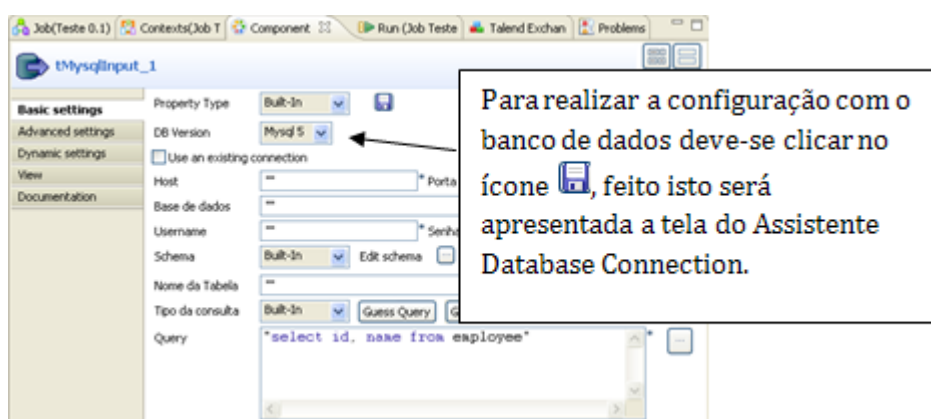 Job(Teste 0.1) Contexts(Job T Component Run (Job Teste Talend Exchan Problems
tMysqlInput_1
Basic settings
Advanced settings
Dynamic settings
View
Documentation
Property Type Built-In
DB Version Mysql 5
Use an existing connection
Host "" * Porta
Base de dados ""
Username "" * Senha
Schema Built-In Edit schema ...
Nome da Tabela ""
Tipo da consulta Built-In Guess Query G
Query "select id, name from employee" * ...
Para realizar a configuração com o
banco de dados deve-se clicar no
ícone , feito isto será
apresentada a tela do Assistente
Database Connection.